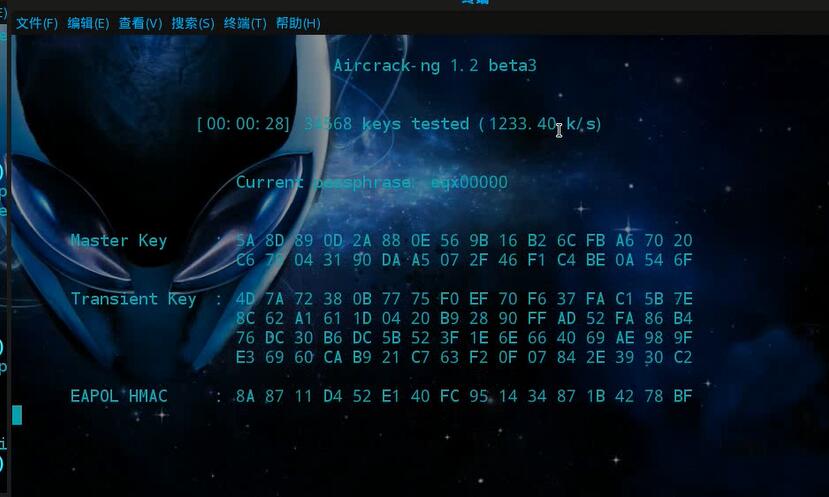 终端
文件(F) 编辑(E) 查看(V) 搜索(S) 终端(T) 帮助(H)
Aircrack-ng 1.2 beta3
[00:00:28] 34568 keys tested (1233.40 k/s)
Current passphrase: eqx00000
Master Key : 5A 8D 89 0D 2A 88 0E 56 9B 16 B2 6C FB A6 70 20
C6 04 31 90 DA A5 07 2F 46 F1 C4 BE 0A 54 6F
Transient Key : 4D 7A 72 38 0B 77 75 F0 EF 70 F6 37 FA C1 5B 7E
8C 62 A1 61 1D 04 20 B9 28 90 FF AD 52 FA 86 B4
76 DC 30 B6 DC 5B 52 3F 1E 6E 66 40 69 AE 98 9F
E3 69 60 CA B9 21 C7 63 F2 0F 07 84 2E 39 30 C2
EAPOL HMAC : 8A 87 11 D4 52 E1 40 FC 95 14 34 87 1B 42 78 BF